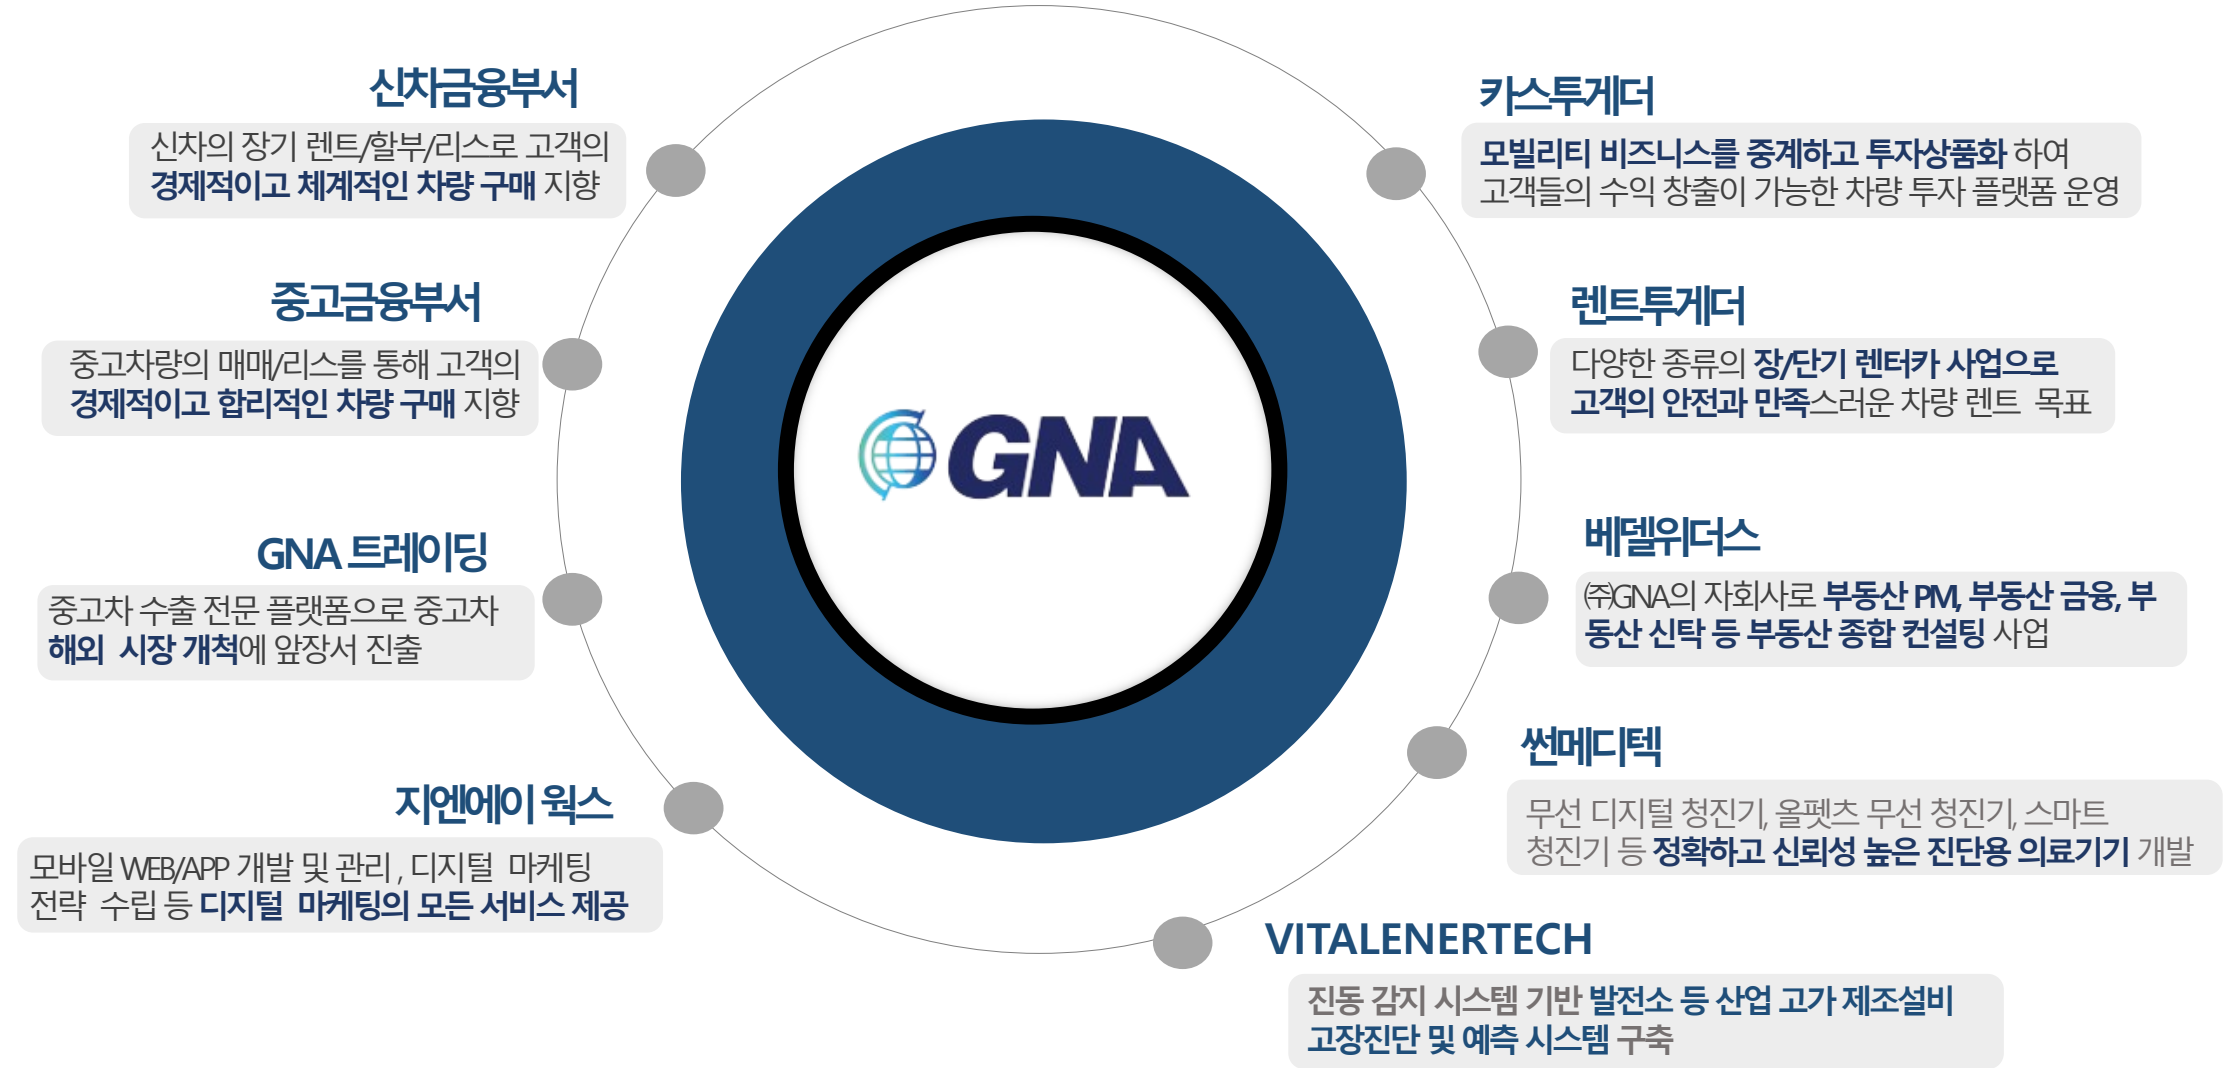 신차금융부서
신차의 장기 렌트/할부/리스로 고객의
경제적이고 체계적인 차량 구매 지향
중고금융부서
중고차량의 매매/리스를 통해 고객의
경제적이고 합리적인 차량 구매 지향
GNA 트레이딩
중고차 수출 전문 플랫폼으로 중고차
해외 시장 개척에 앞장서 진출
지엔에이 웍스
모바일 WEB/APP 개발 및 관리 , 디지털 마케팅
전략 수립 등 디지털 마케팅의 모든 서비스 제공
GNA
카스투게더
모빌리티 비즈니스를 중계하고 투자상품화 하여
고객들의 수익 창출이 가능한 차량 투자 플랫폼 운영
렌트투게더
다양한 종류의 장/단기 렌터카 사업으로
고객의 안전과 만족스러운 차량 렌트 목표
베델위더스
㈜GNA의 자회사로 부동산 PM, 부동산 금융, 부
동산 신탁 등 부동산 종합 컨설팅 사업
썬메디텍
무선 디지털 청진기, 올펫츠 무선 청진기, 스마트
청진기 등 정확하고 신뢰성 높은 진단용 의료기기 개발
VITALENERTECH
진동 감지 시스템 기반 발전소 등 산업 고가 제조설비
고장진단 및 예측 시스템 구축